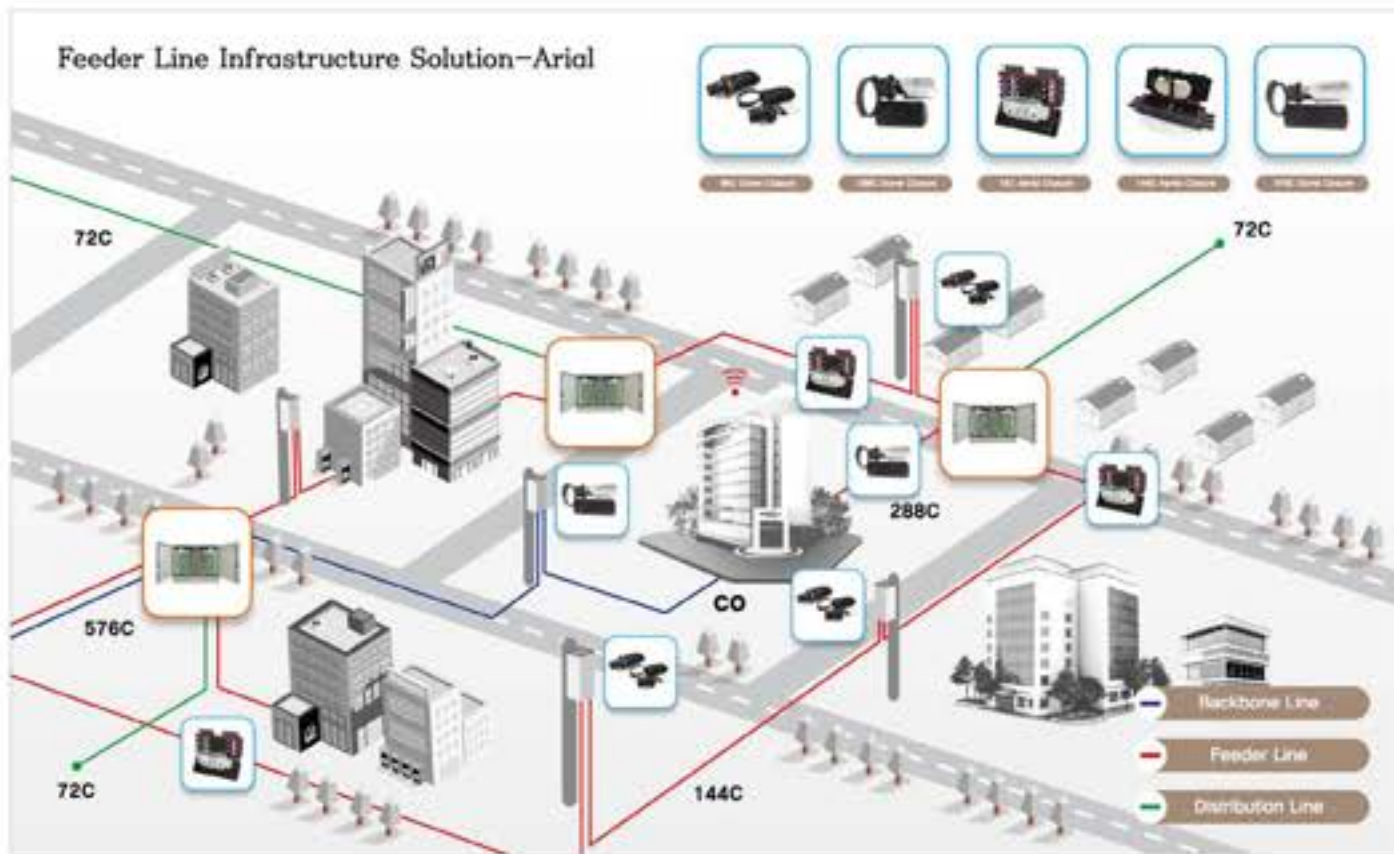 Feeder Line Infrastructure Solution-Arial
72C
72C
288C
CO
576C
72C
144C
Backbone Line
Feeder Line
Distribution Line